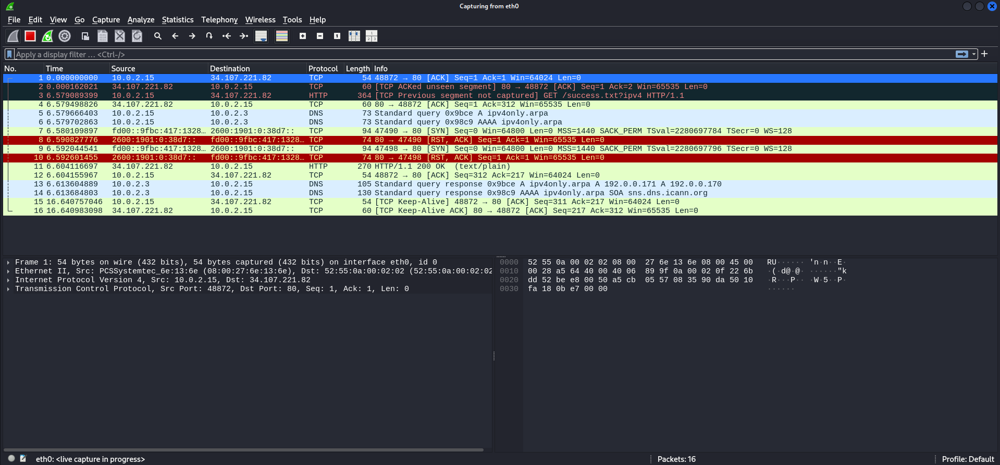 Capturing from eth0
File Edit View Go Capture Analyze Statistics Telephony Wireless Tools Help
Apply a display filter … <Ctrl-/>
No. Time Source Destination Protocol Length Info
1 0.000000000 10.0.2.15 34.107.221.82 TCP 54 48872 → 80 [ACK] Seq=1 Ack=1 Win=64024 Len=0
2 0.000162021 34.107.221.82 10.0.2.15 TCP 60 [TCP ACKed unseen segment] 80 → 48872 [ACK] Seq=1 Ack=2 Win=65535 Len=0
3 6.579089399 10.0.2.15 34.107.221.82 HTTP 364 [TCP Previous segment not captured] GET /success.txt?ipv4 HTTP/1.1
4 6.579498826 34.107.221.82 10.0.2.15 TCP 60 80 → 48872 [ACK] Seq=1 Ack=312 Win=65535 Len=0
5 6.579666403 10.0.2.15 10.0.2.3 DNS 73 Standard query 0x9bce A ipv4only.arpa
6 6.579702863 10.0.2.15 10.0.2.3 DNS 73 Standard query 0x98c9 AAAA ipv4only.arpa
7 6.580109897 fd00::9fbc:417:1328… 2600:1901:0:38d7:: TCP 94 47490 → 80 [SYN] Seq=0 Win=64800 Len=0 MSS=1440 SACK_PERM TSval=2280697784 TSecr=0 WS=128
8 6.590827776 2600:1901:0:38d7:: fd00::9fbc:417:1328… TCP 74 80 → 47490 [RST, ACK] Seq=1 Ack=1 Win=65535 Len=0
9 6.592044541 fd00::9fbc:417:1328… 2600:1901:0:38d7:: TCP 94 47498 → 80 [SYN] Seq=0 Win=64800 Len=0 MSS=1440 SACK_PERM TSval=2280697796 TSecr=0 WS=128
10 6.592601455 2600:1901:0:38d7:: fd00::9fbc:417:1328… TCP 74 80 → 47498 [RST, ACK] Seq=1 Ack=1 Win=65535 Len=0
11 6.604116697 34.107.221.82 10.0.2.15 HTTP 270 HTTP/1.1 200 OK (text/plain)
12 6.604155967 10.0.2.15 34.107.221.82 TCP 54 48872 → 80 [ACK] Seq=312 Ack=217 Win=64024 Len=0
13 6.613604889 10.0.2.3 10.0.2.15 DNS 105 Standard query response 0x9bce A ipv4only.arpa A 192.0.0.171 A 192.0.0.170
14 6.613684803 10.0.2.3 10.0.2.15 DNS 130 Standard query response 0x98c9 AAAA ipv4only.arpa SOA sns.dns.icann.org
15 16.640757046 10.0.2.15 34.107.221.82 TCP 54 [TCP Keep-Alive] 48872 → 80 [ACK] Seq=311 Ack=217 Win=64024 Len=0
16 16.640983098 34.107.221.82 10.0.2.15 TCP 60 [TCP Keep-Alive ACK] 80 → 48872 [ACK] Seq=217 Ack=312 Win=65535 Len=0
Frame 1: 54 bytes on wire (432 bits), 54 bytes captured (432 bits) on interface eth0, id 0
Ethernet II, Src: PCSSystemtec_6e:13:6e (08:00:27:6e:13:6e), Dst: 52:55:0a:00:02:02 (52:55:0a:00:02:02
Internet Protocol Version 4, Src: 10.0.2.15, Dst: 34.107.221.82
Transmission Control Protocol, Src Port: 48872, Dst Port: 80, Seq: 1, Ack: 1, Len: 0
0000 52 55 0a 00 02 02 08 00 27 6e 13 6e 08 00 45 00 RU······ 'n·n··E·
0010 00 28 a5 64 40 00 40 06 89 9f 0a 00 02 0f 22 6b ·(·d@·@· ······"k
0020 dd 52 be e8 00 50 a5 cb 05 57 08 35 90 da 50 10 ·R···P·· ·W·5··P·
0030 fa 18 0b e7 00 00 ······
eth0: <live capture in progress>
Packets: 16
Profile: Default